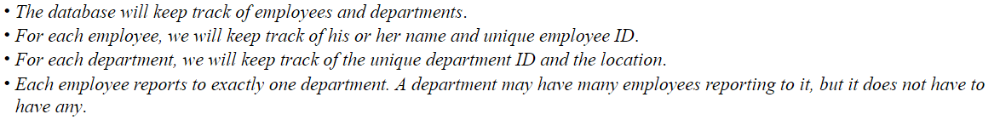 • The database will keep track of employees and departments.
• For each employee, we will keep track of his or her name and unique employee ID.
• For each department, we will keep track of the unique department ID and the location.
• Each employee reports to exactly one department. A department may have many employees reporting to it, but it does not have to
have any.